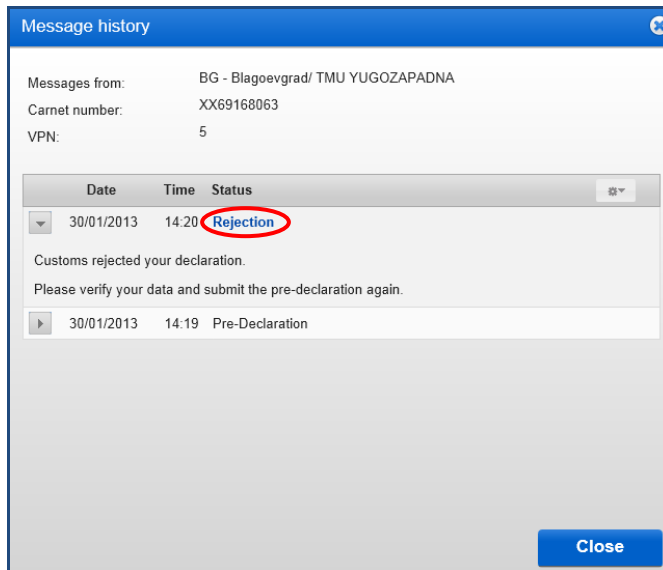 Message history
Messages from: BG - Blagoevgrad/ TMU YUGOZAPADNA
Carnet number: XX69168063
VPN: 5
Date Time Status
30/01/2013 14:20 Rejection
Customs rejected your declaration.
Please verify your data and submit the pre-declaration again.
30/01/2013 14:19 Pre-Declaration
Close